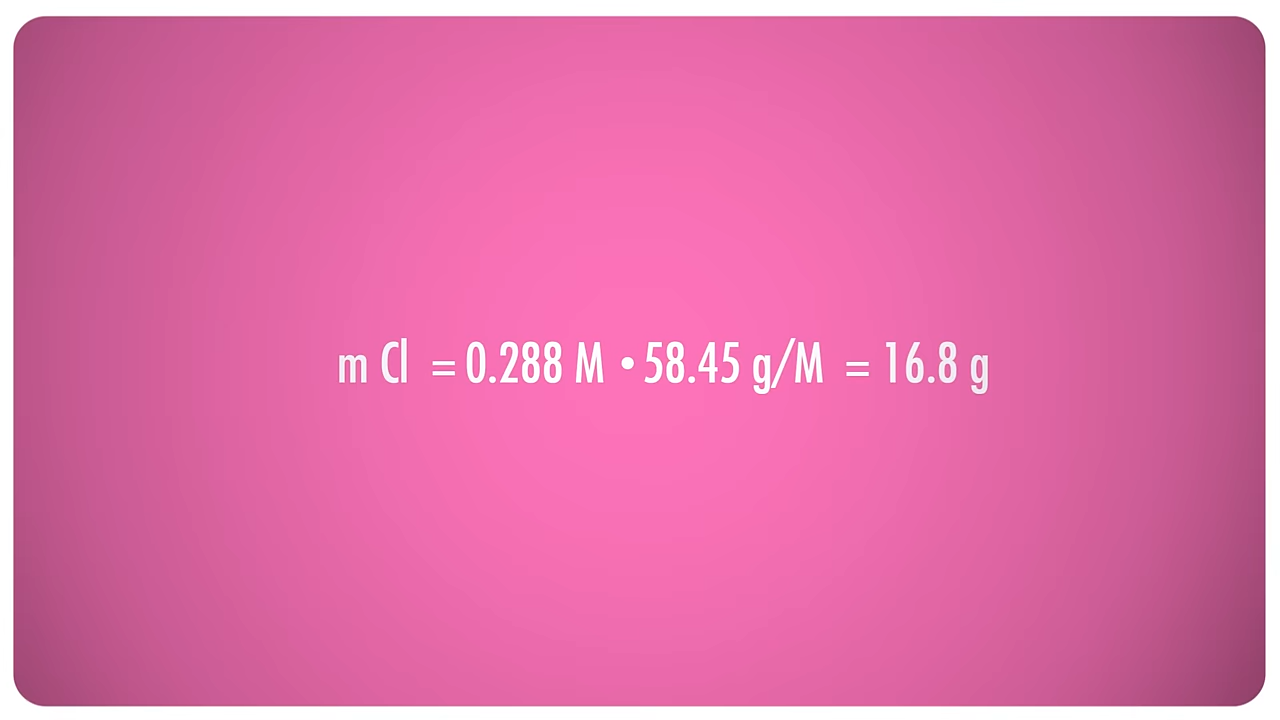 m Cl = 0.288 M • 58.45 g/M = 16.8 g